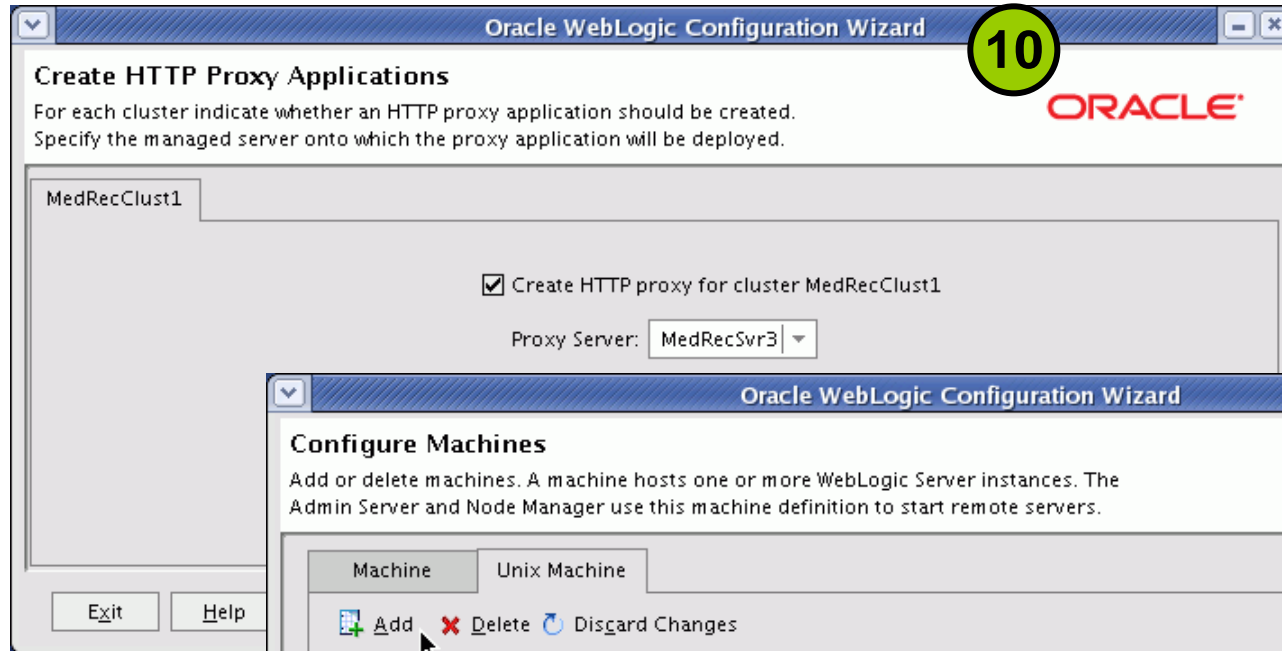 Oracle WebLogic Configuration Wizard
10
Create HTTP Proxy Applications
For each cluster indicate whether an HTTP proxy application should be created.
Specify the managed server onto which the proxy application will be deployed.
ORACLE
MedRecClust1
Create HTTP proxy for cluster MedRecClust1
Proxy Server: MedRecSvr3
Exit Help
Oracle WebLogic Configuration Wizard
Configure Machines
Add or delete machines. A machine hosts one or more WebLogic Server instances. The
Admin Server and Node Manager use this machine definition to start remote servers.
Machine Unix Machine
Add Delete Discard Changes